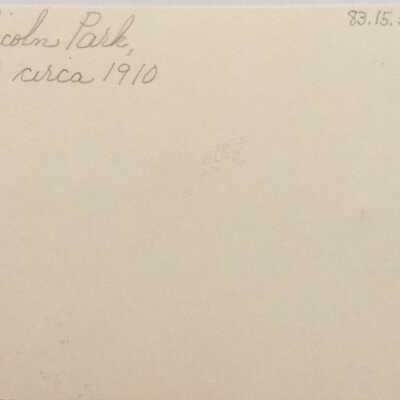 coln Park,
circa 1910
83.15.